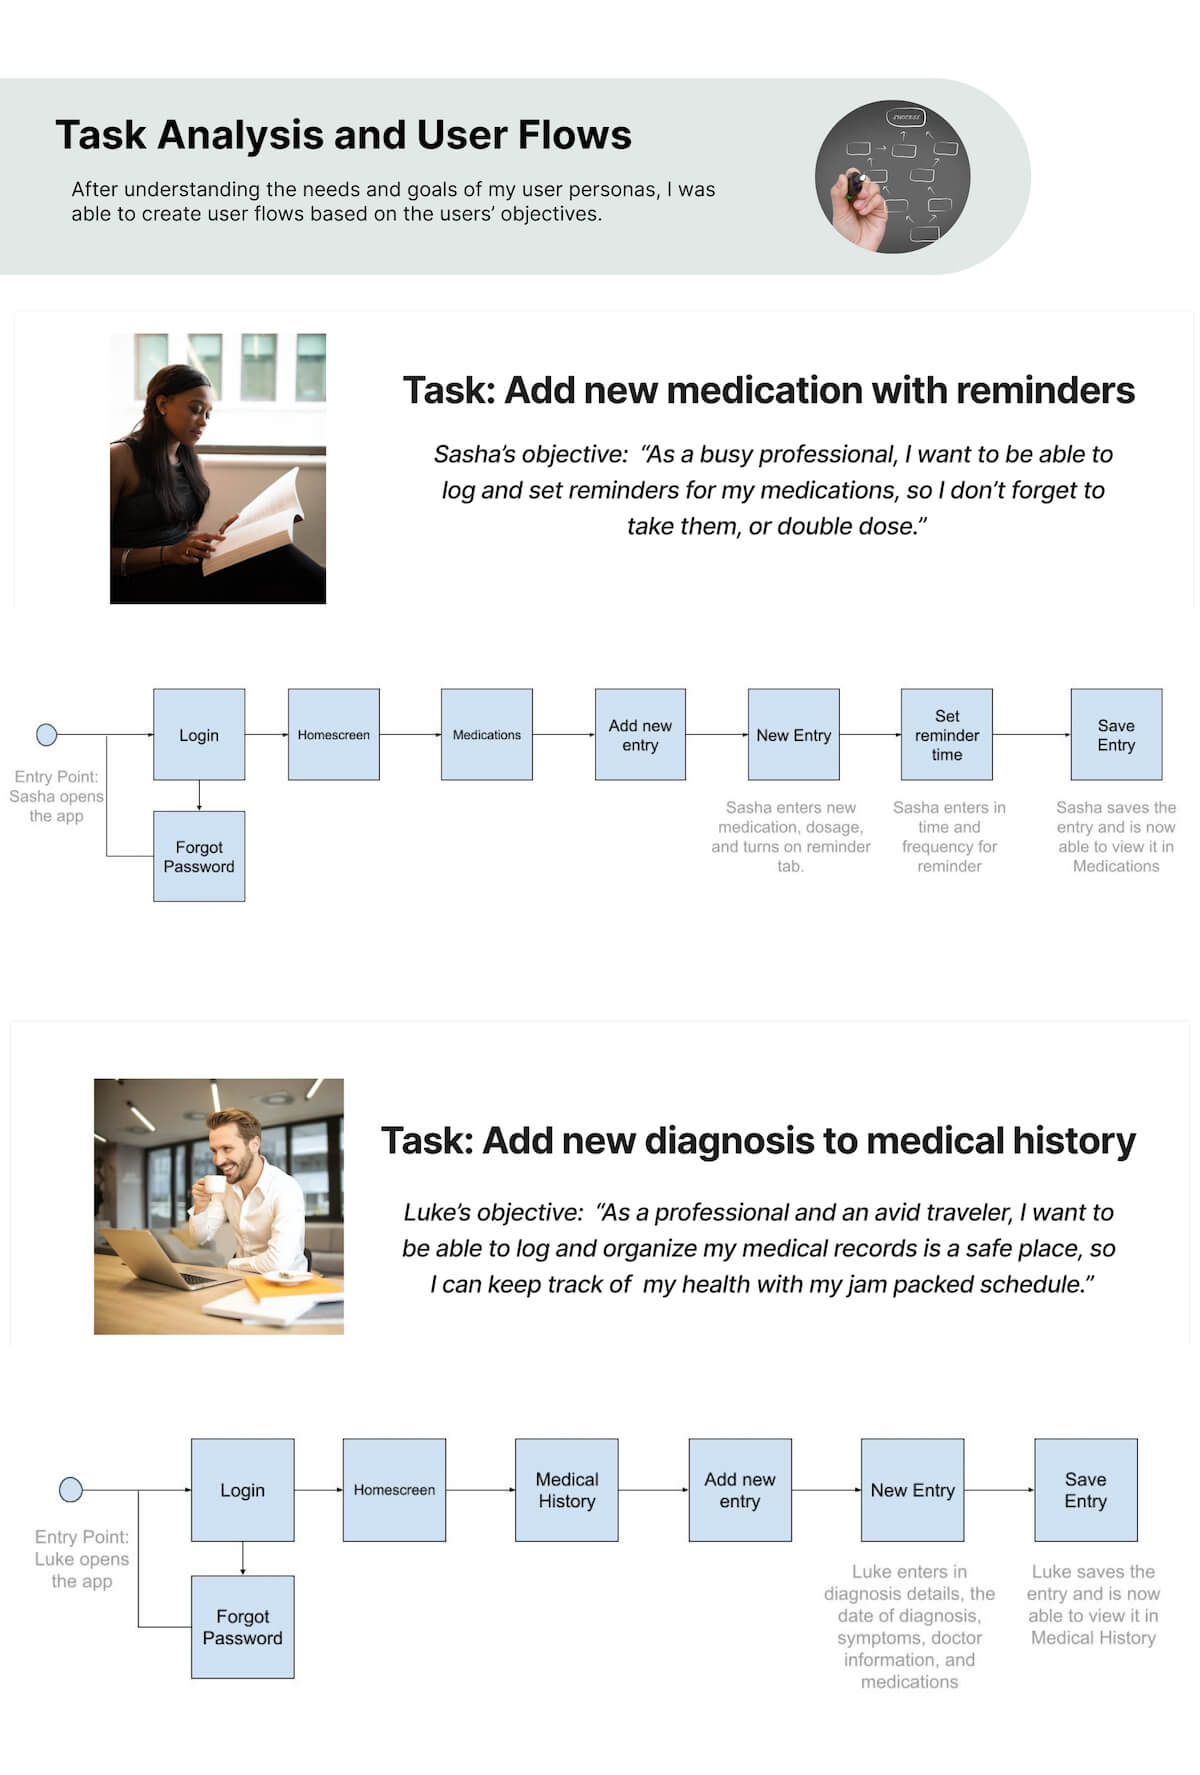 Task Analysis and User Flows
After understanding the needs and goals of my user personas, I was
able to create user flows based on the users’ objectives.
SUCCESS
Task: Add new medication with reminders
Sasha’s objective:  “As a busy professional, I want to be able to
log and set reminders for my medications, so I don’t forget to
take them, or double dose.”
Login
Homescreen
Medications
Add new
entry
New Entry
Set
reminder
time
Save
Entry
Entry Point:
Sasha opens
the app
Forgot
Password
Sasha enters new
medication, dosage,
and turns on reminder
tab.
Sasha enters in
time and
frequency for
reminder
Sasha saves the
entry and is now
able to view it in
Medications
Task: Add new diagnosis to medical history
Luke’s objective:  “As a professional and an avid traveler, I want to
be able to log and organize my medical records is a safe place, so
I can keep track of  my health with my jam packed schedule.”
Login
Homescreen
Medical
History
Add new
entry
New Entry
Save
Entry
Entry Point:
Luke opens
the app
Forgot
Password
Luke enters in
diagnosis details, the
date of diagnosis,
symptoms, doctor
information, and
medications
Luke saves the
entry and is now
able to view it in
Medical History